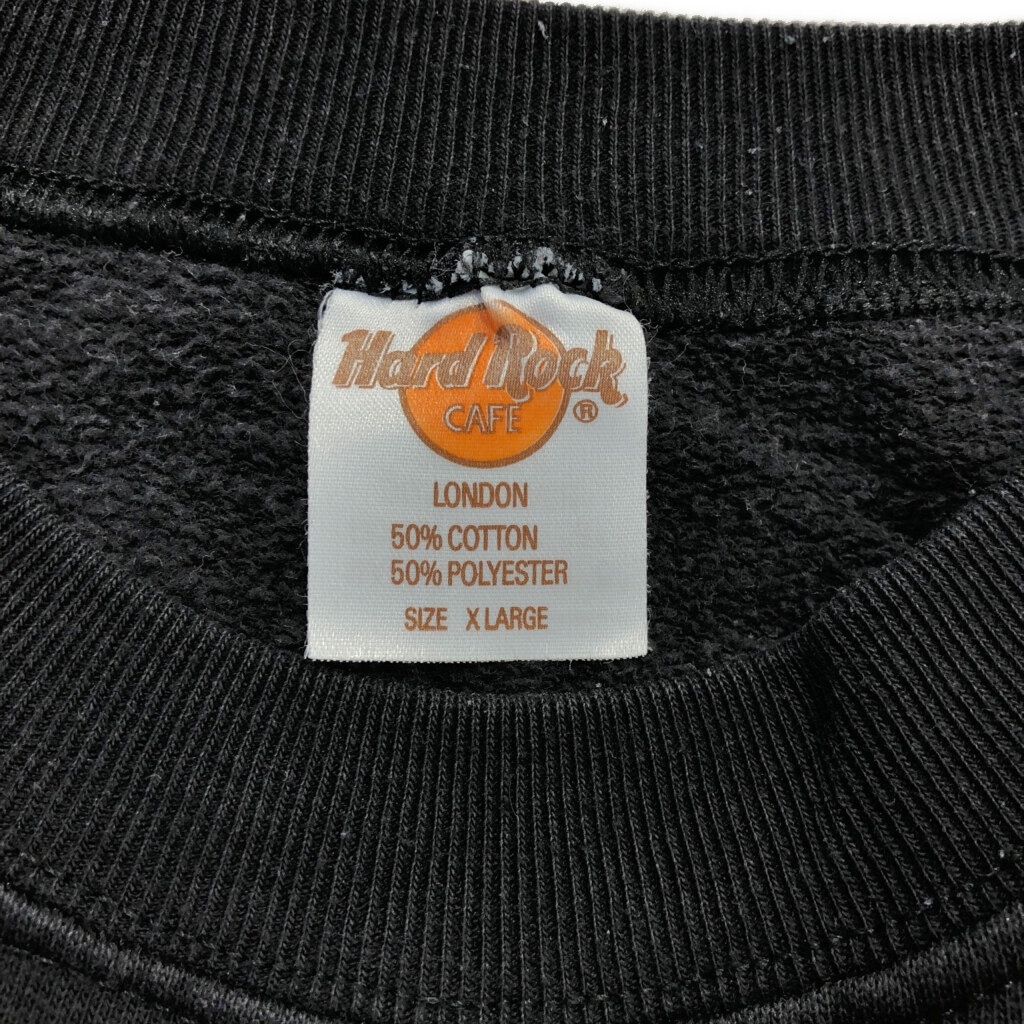 Hard Rock
CAFE
®
LONDON
50% COTTON
50% POLYESTER
SIZE X LARGE